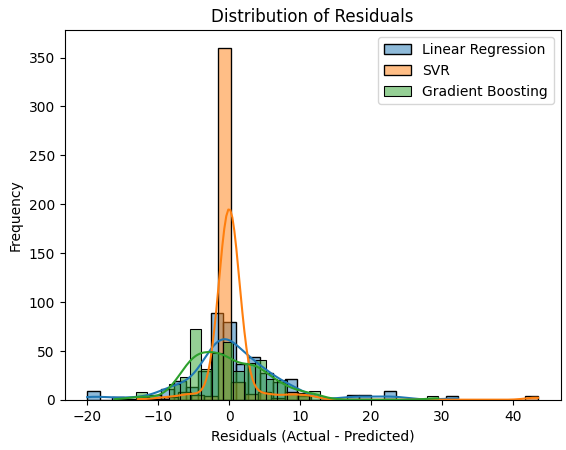 Distribution of Residuals
Linear Regression
SVR
Gradient Boosting
Frequency
350
300
250
200
150
100
50
0
−20 −10 0 10 20 30 40
Residuals (Actual - Predicted)